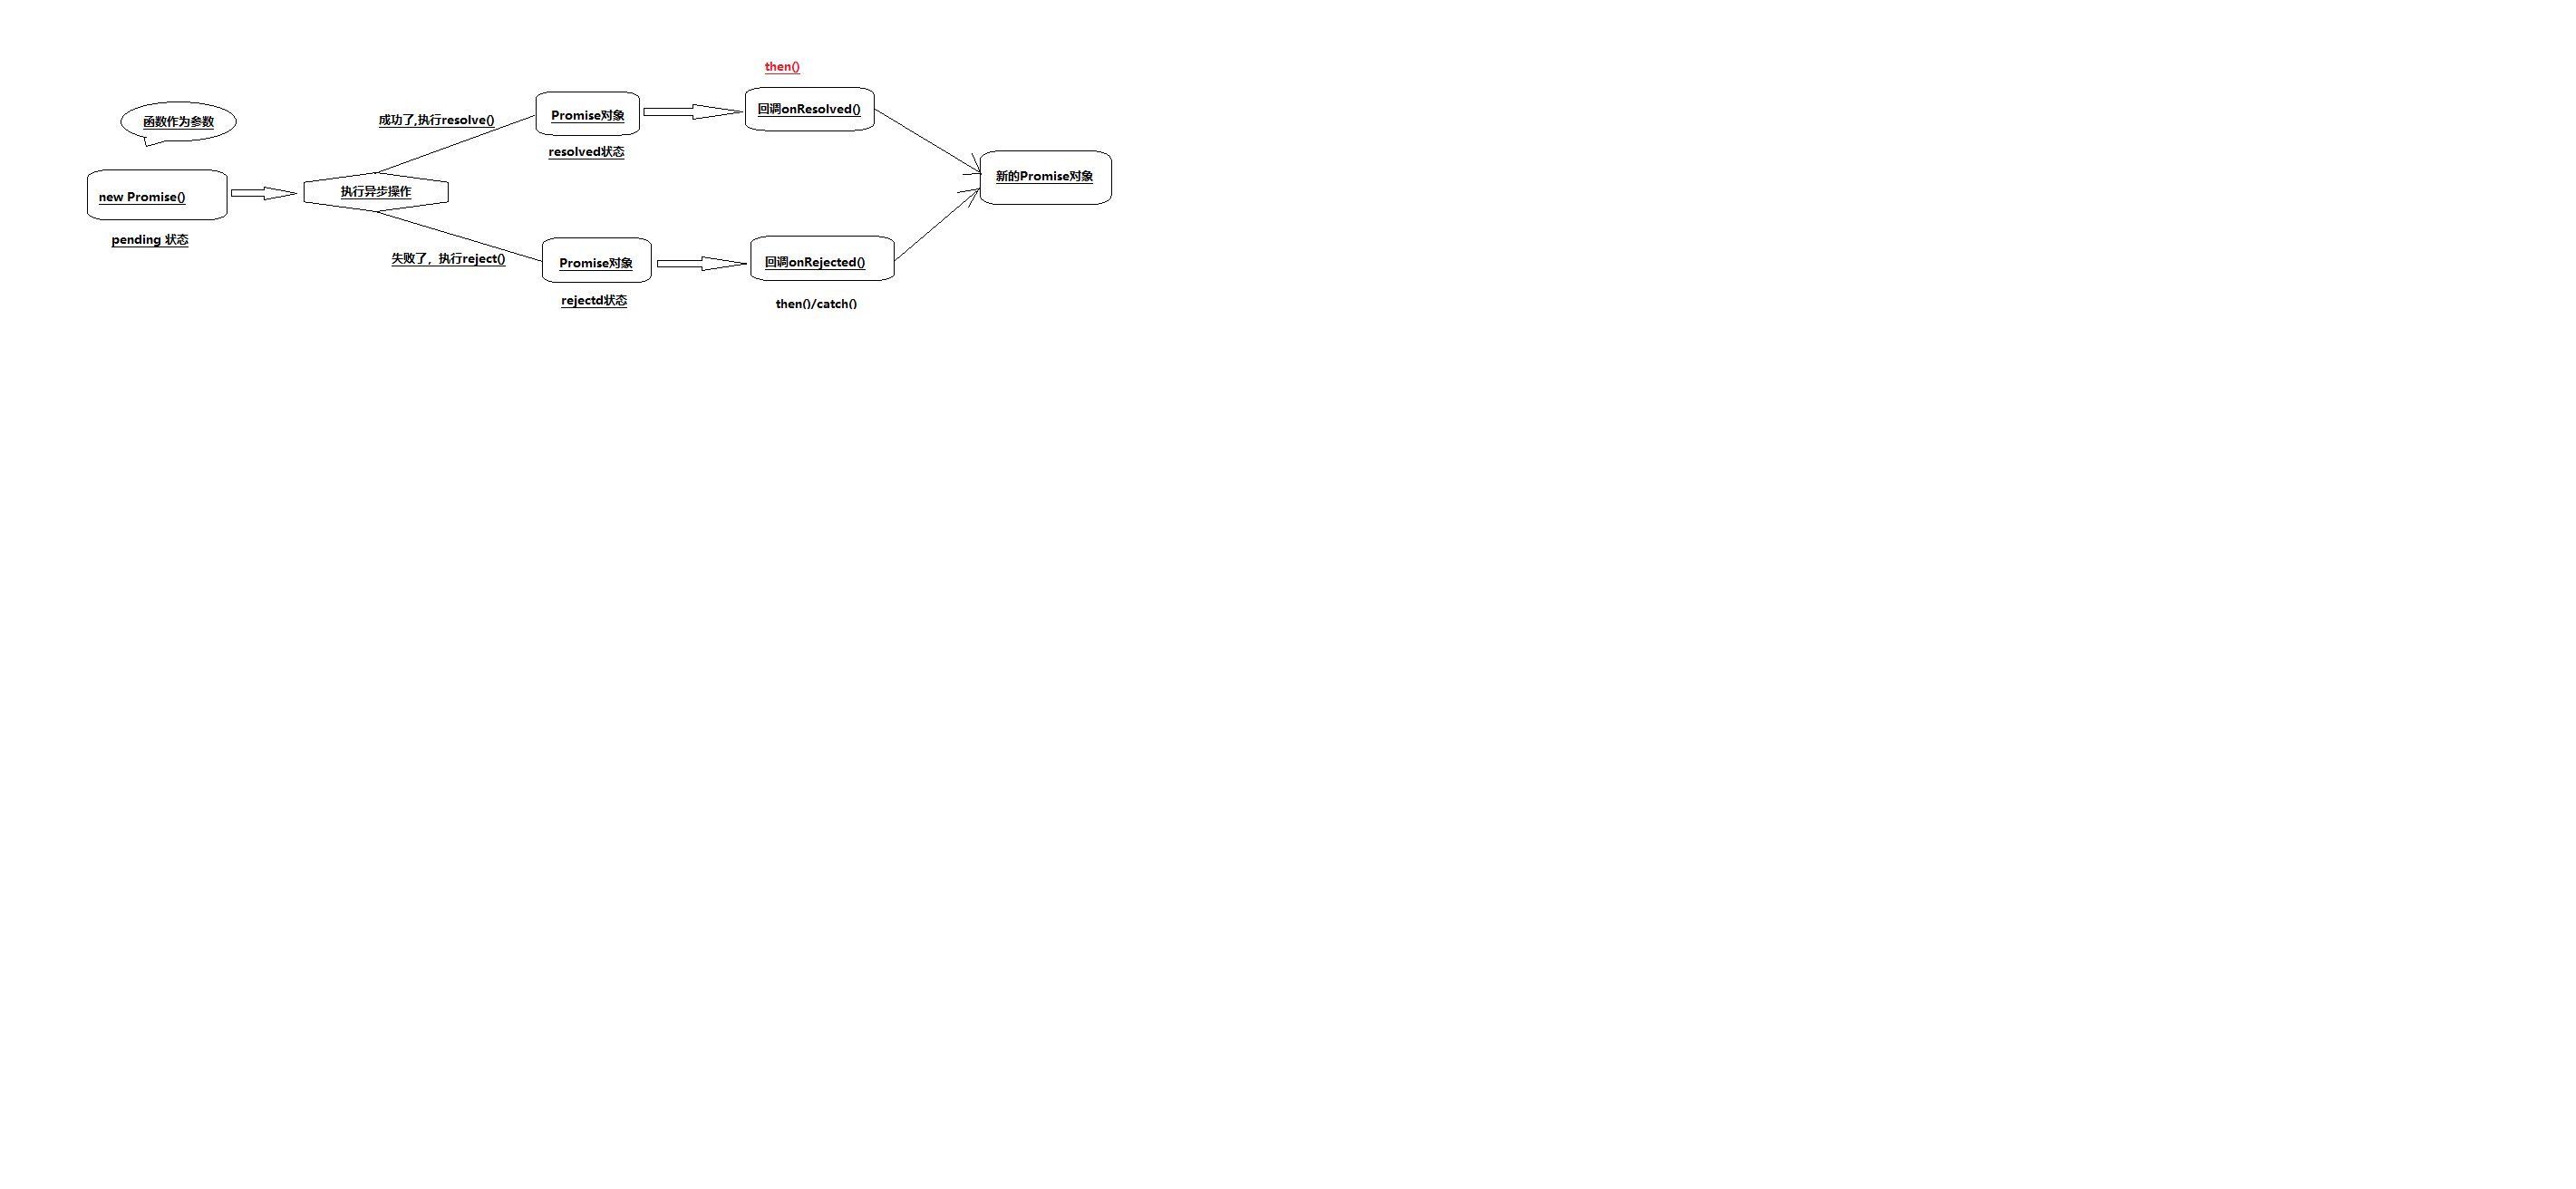 then()
函数作为参数
成功了,执行resolve()
Promise对象
回调onResolved()
resolved状态
new Promise()
执行异步操作
新的Promise对象
pending 状态
失败了，执行reject()
Promise对象
回调onRejected()
rejectd状态
then()/catch()